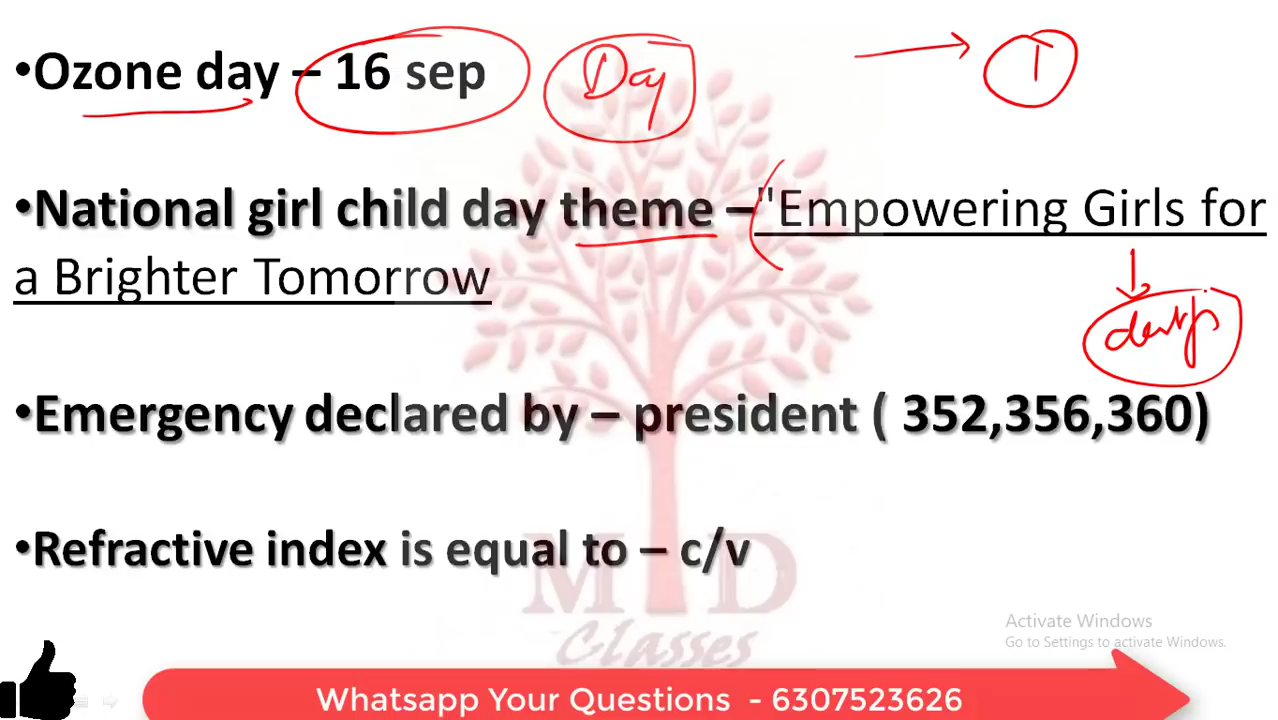 •Ozone day – 16 sep Day
•National girl child day theme –"Empowering Girls for
a Brighter Tomorrow
•Emergency declared by – president ( 352,356,360)
•Refractive index is equal to – c/v
M D
Classes
Activate Windows
Go to Settings to activate Windows.
Whatsapp Your Questions - 6307523626